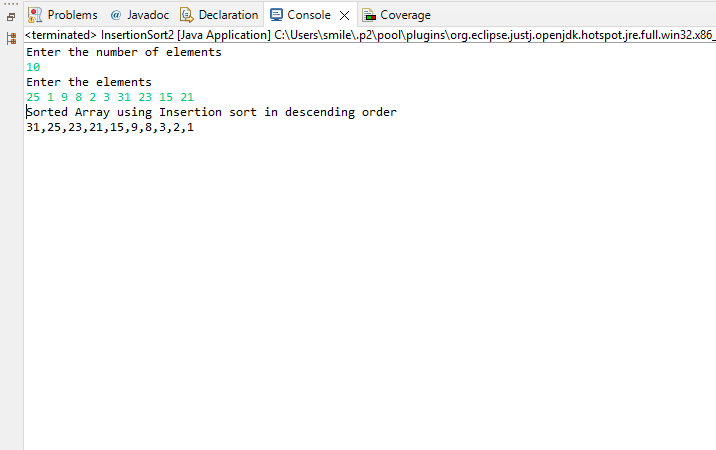 Problems @ Javadoc Declaration Console Coverage
<terminated> InsertionSort2 [Java Application] C:\Users\smile\.p2\pool\plugins\org.eclipse.justj.openjdk.hotspot.jre.full.win32.x86_
Enter the number of elements
10
Enter the elements
25 1 9 8 2 3 31 23 15 21
Sorted Array using Insertion sort in descending order
31,25,23,21,15,9,8,3,2,1